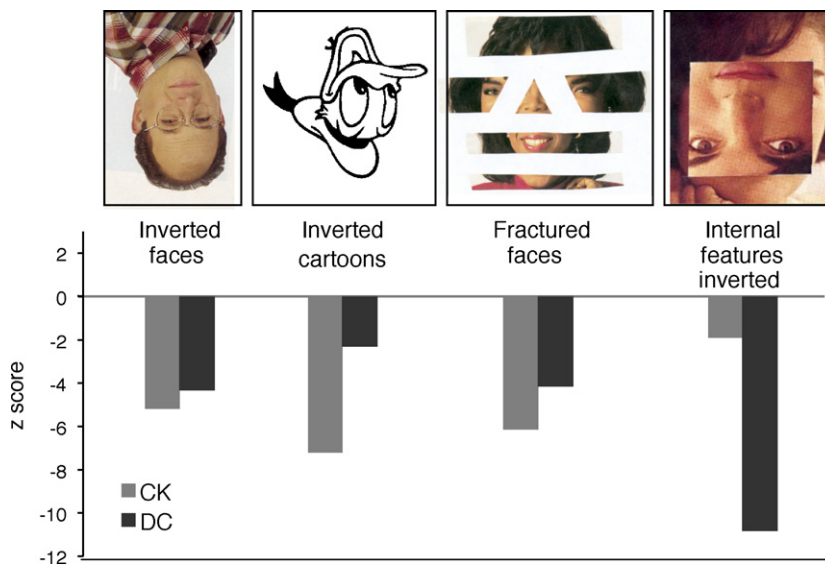 Inverted
faces
Inverted
cartoons
Fractured
faces
Internal
features
inverted
2
0
-2
-4
-6
-8
-10
-12
z score
CK
DC